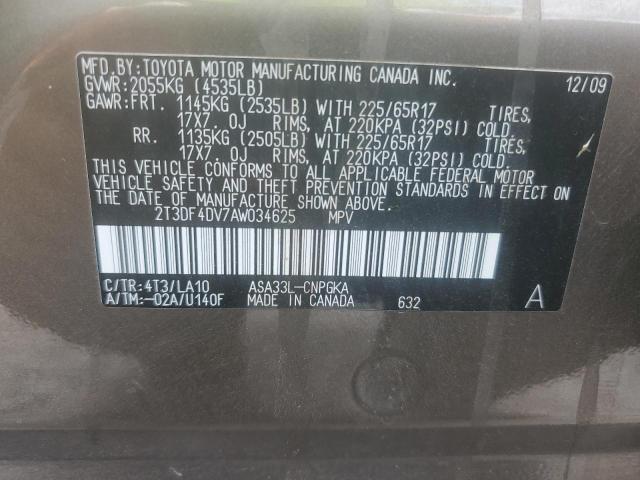 MFD.BY:TOYOTA MOTOR MANUFACTURING CANADA INC.
GVWR:2055KG (4535LB) 12/09
GAWR:FRT. 1145KG (2535LB) WITH 225/65R17 TIRES,
17X7.0J RIMS, AT 220KPA (32PSI) COLD.
RR. 1135KG (2505LB) WITH 225/65R17 TIRES,
17X7.0J RIMS, AT 220KPA (32PSI) COLD.
THIS VEHICLE CONFORMS TO ALL APPLICABLE FEDERAL MOTOR
VEHICLE SAFETY AND THEFT PREVENTION STANDARDS IN EFFECT ON
THE DATE OF MANUFACTURE SHOWN ABOVE.
2T3DF4DV7AW034625 MPV
C/TR:4T3/LA10 ASA33L-CNPGKA
A/TM:-02A/U140F MADE IN CANADA 632 A